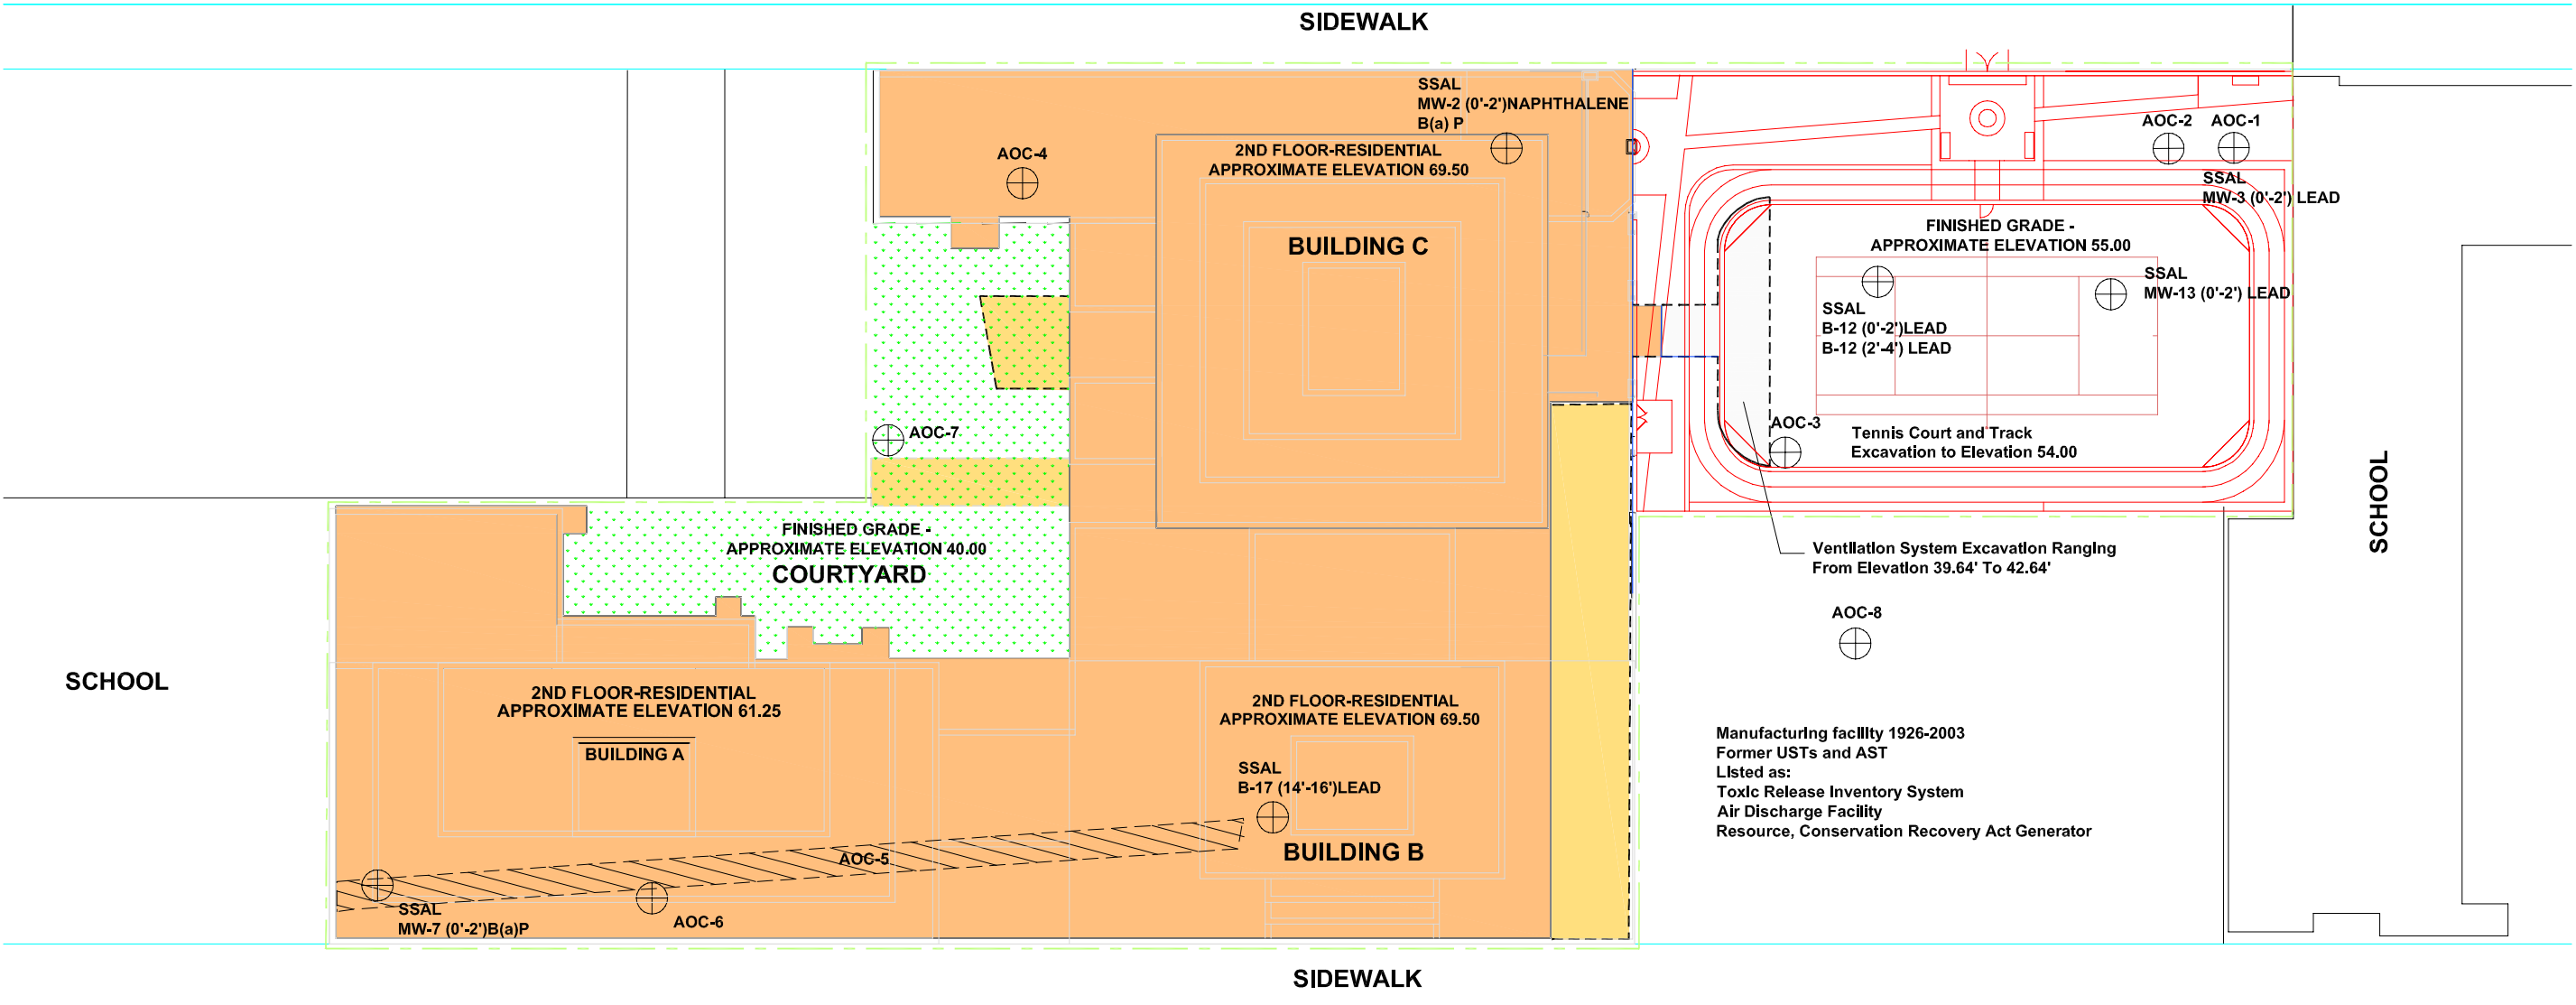 SIDEWALK
SSAL
MW-2 (0'-2')NAPHTHALENE
B(a) P
AOC-2
AOC-1
AOC-4
2ND FLOOR-RESIDENTIAL
APPROXIMATE ELEVATION 69.50
SSAL
MW-3 (0'-2') LEAD
FINISHED GRADE -
APPROXIMATE ELEVATION 55.00
BUILDING C
SSAL
MW-13 (0'-2') LEAD
SSAL
B-12 (0'-2')LEAD
B-12 (2'-4') LEAD
AOC-7
AOC-3
Tennis Court and Track
Excavation to Elevation 54.00
SCHOOL
FINISHED GRADE -
APPROXIMATE ELEVATION 40.00
COURTYARD
Ventilation System Excavation Ranging
From Elevation 39.64' To 42.64'
AOC-8
SCHOOL
2ND FLOOR-RESIDENTIAL
APPROXIMATE ELEVATION 61.25
BUILDING A
2ND FLOOR-RESIDENTIAL
APPROXIMATE ELEVATION 69.50
SSAL
B-17 (14'-16')LEAD
BUILDING B
Manufacturing facility 1926-2003
Former USTs and AST
Listed as:
Toxic Release Inventory System
Air Discharge Facility
Resource, Conservation Recovery Act Generator
AOC-5
SSAL
MW-7 (0'-2')B(a)P
AOC-6
SIDEWALK